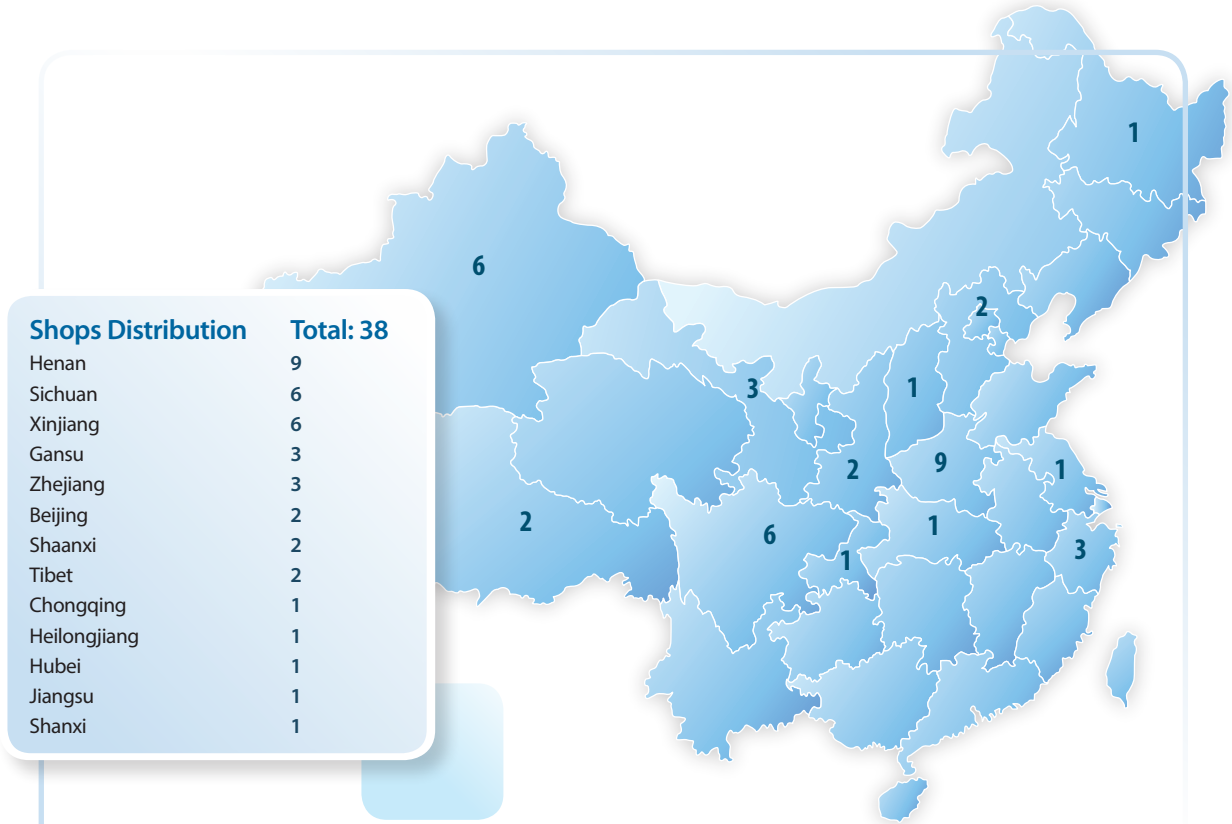 Shops Distribution Total: 38
Henan 9
Sichuan 6
Xinjiang 6
Gansu 3
Zhejiang 3
Beijing 2
Shaanxi 2
Tibet 2
Chongqing 1
Heilongjiang 1
Hubei 1
Jiangsu 1
Shanxi 1
1
6
2
3
1
2
9
1
2
6
1
1
3